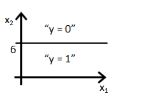 x₂
“y = 0”
6
“y = 1”
x₁